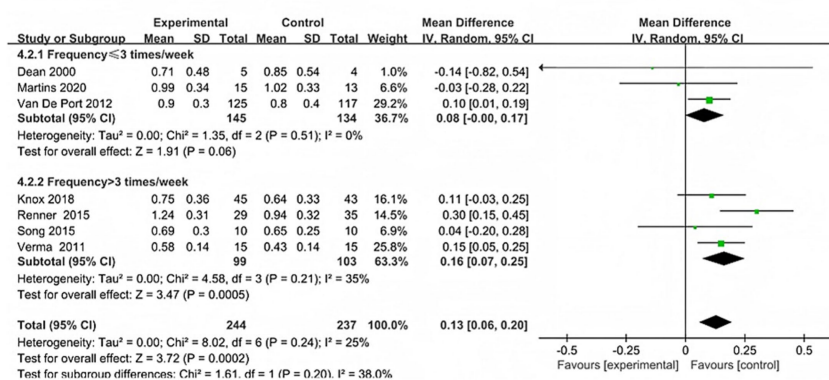 Experimental Control Mean Difference Mean Difference
Study or Subgroup Mean SD Total Mean SD Total Weight IV, Random, 95% CI IV, Random, 95% CI
4.2.1 Frequency≤3 times/week
Dean 2000 0.71 0.48 5 0.85 0.54 4 1.0% -0.14 [-0.82, 0.54]
Martins 2020 0.99 0.34 15 1.02 0.33 13 6.6% -0.03 [-0.28, 0.22]
Van De Port 2012 0.9 0.3 125 0.8 0.4 117 29.2% 0.10 [0.01, 0.19]
Subtotal (95% CI) 145 134 36.7% 0.08 [-0.00, 0.17]
Heterogeneity: Tau² = 0.00; Chi² = 1.35, df = 2 (P = 0.51); I² = 0%
Test for overall effect: Z = 1.91 (P = 0.06)
4.2.2 Frequency>3 times/week
Knox 2018 0.75 0.36 45 0.64 0.33 43 16.1% 0.11 [-0.03, 0.25]
Renner 2015 1.24 0.31 29 0.94 0.32 35 14.5% 0.30 [0.15, 0.45]
Song 2015 0.69 0.3 10 0.65 0.25 10 6.9% 0.04 [-0.20, 0.28]
Verma 2011 0.58 0.14 15 0.43 0.14 15 25.8% 0.15 [0.05, 0.25]
Subtotal (95% CI) 99 103 63.3% 0.16 [0.07, 0.25]
Heterogeneity: Tau² = 0.00; Chi² = 4.58, df = 3 (P = 0.21); I² = 35%
Test for overall effect: Z = 3.47 (P = 0.0005)
Total (95% CI) 244 237 100.0% 0.13 [0.06, 0.20]
Heterogeneity: Tau² = 0.00; Chi² = 8.02, df = 6 (P = 0.24); I² = 25%
Test for overall effect: Z = 3.72 (P = 0.0002)
Test for subgroup differences: Chi² = 1.61, df = 1 (P = 0.20), I² = 38.0%
-0.5 -0.25 0 0.25 0.5
Favours [experimental] Favours [control]